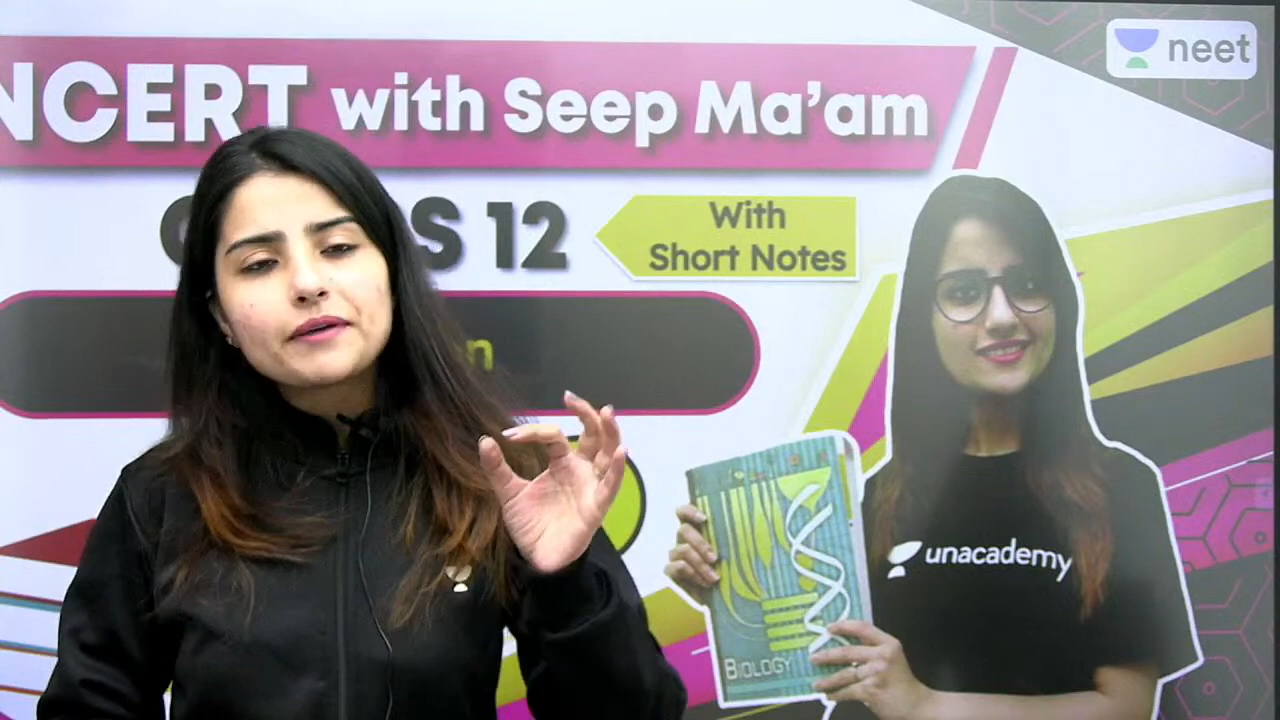 NCERT with Seep Ma'am
neet
12
With
Short Notes
unacademy
BIOLOGY